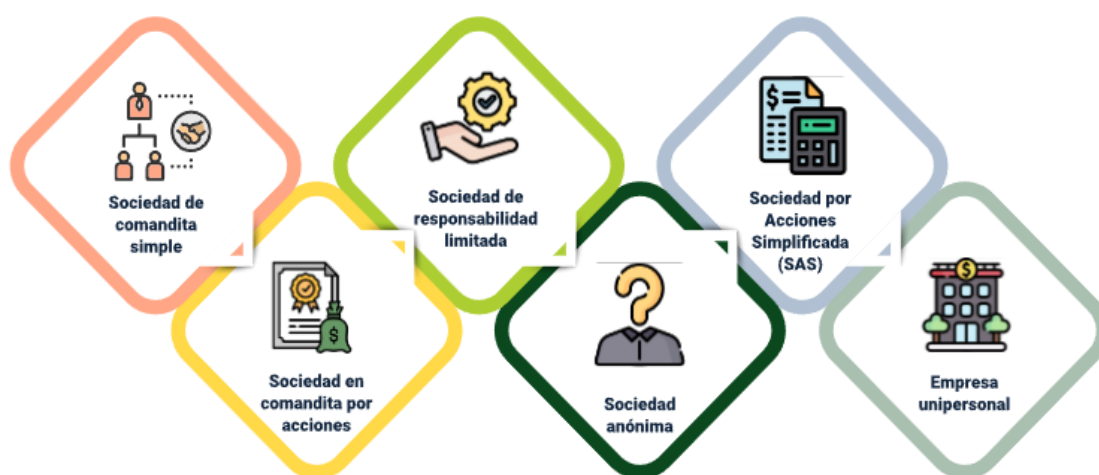 Sociedad de
comandita
simple
Sociedad en
comandita por
acciones
Sociedad de
responsabilidad
limitada
Sociedad
anónima
$=
Sociedad por
Acciones
Simplificada
(SAS)
$
Empresa
unipersonal
$